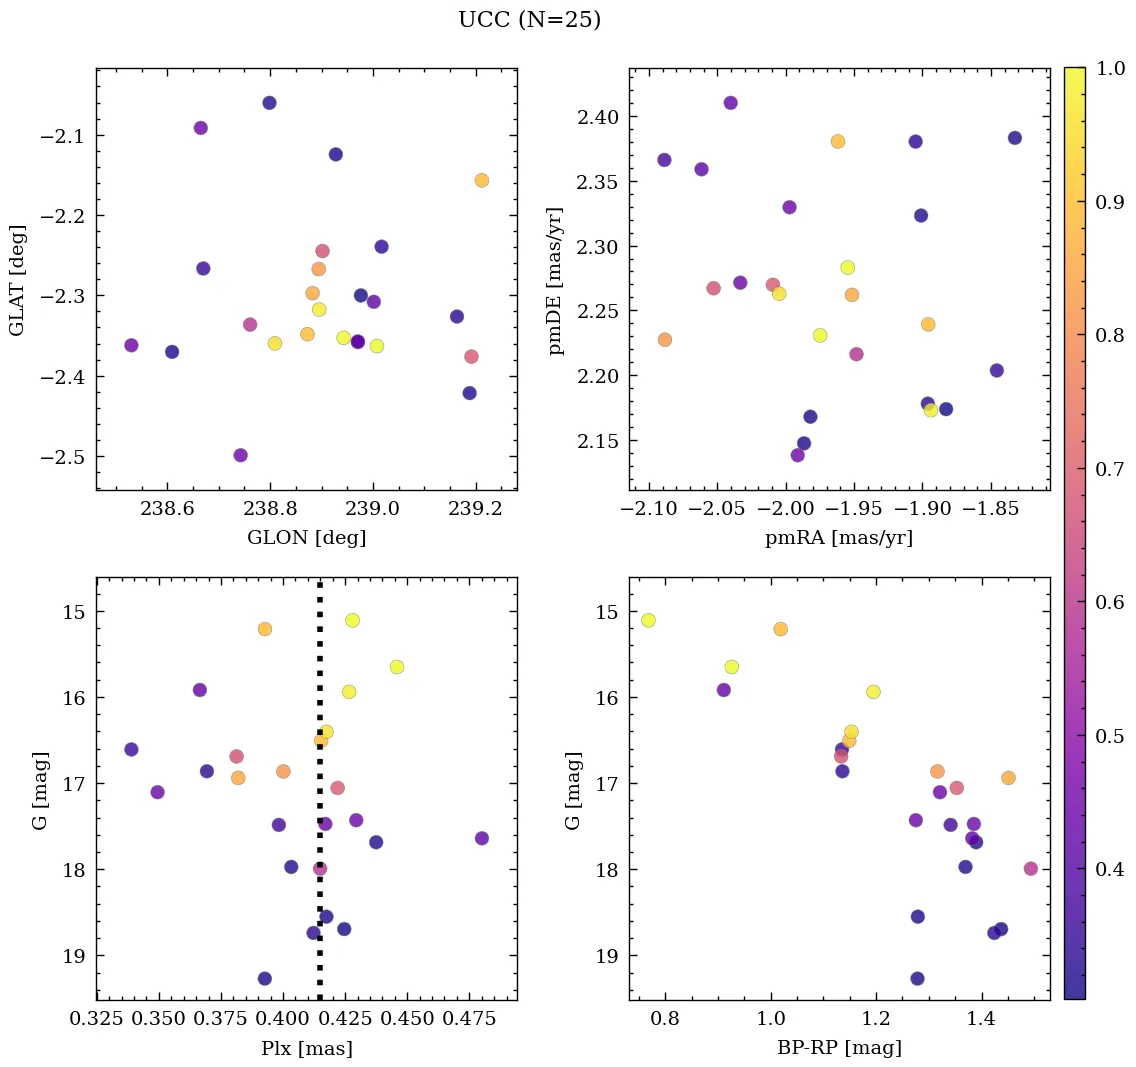 UCC (N=25)
−2.1
−2.2
−2.3
−2.4
−2.5
GLAT [deg]
238.6 238.8 239.0 239.2
GLON [deg]
2.40
2.35
2.30
2.25
2.20
2.15
pmDE [mas/yr]
−2.10 −2.05 −2.00 −1.95 −1.90 −1.85
pmRA [mas/yr]
15
16
17
18
19
G [mag]
0.325 0.350 0.375 0.400 0.425 0.450 0.475
Plx [mas]
15
16
17
18
19
G [mag]
0.8 1.0 1.2 1.4
BP-RP [mag]
1.0
0.9
0.8
0.7
0.6
0.5
0.4